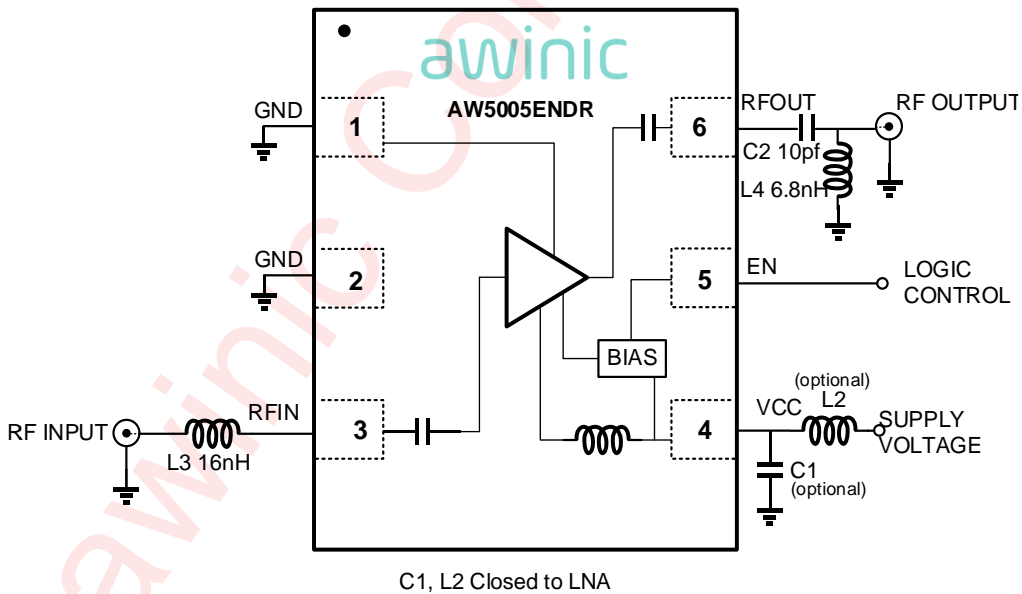 awinic
AW5005ENDR
GND
1
6
RFOUT
RF OUTPUT
C2 10pf
L4 6.8nH
GND
2
5
EN
LOGIC
CONTROL
BIAS
RF INPUT
RFIN
L3 16nH
3
4
VCC
(optional)
L2
SUPPLY
VOLTAGE
C1
(optional)
C1, L2 Closed to LNA
awinic Con